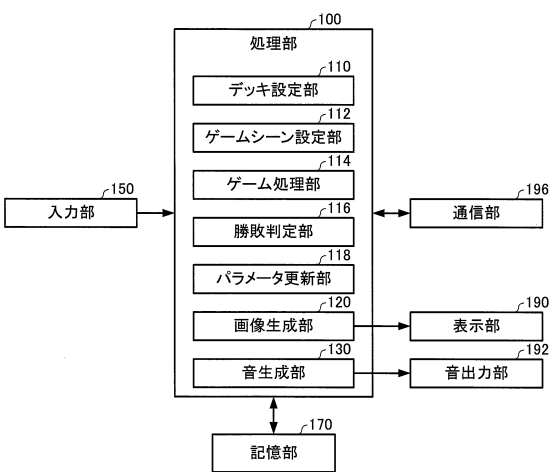 100
処理部
110
デッキ設定部
112
ゲームシーン設定部
114
ゲーム処理部
150
入力部
196
通信部
116
勝敗判定部
118
パラメータ更新部
120
画像生成部
190
表示部
130
音生成部
192
音出力部
170
記憶部